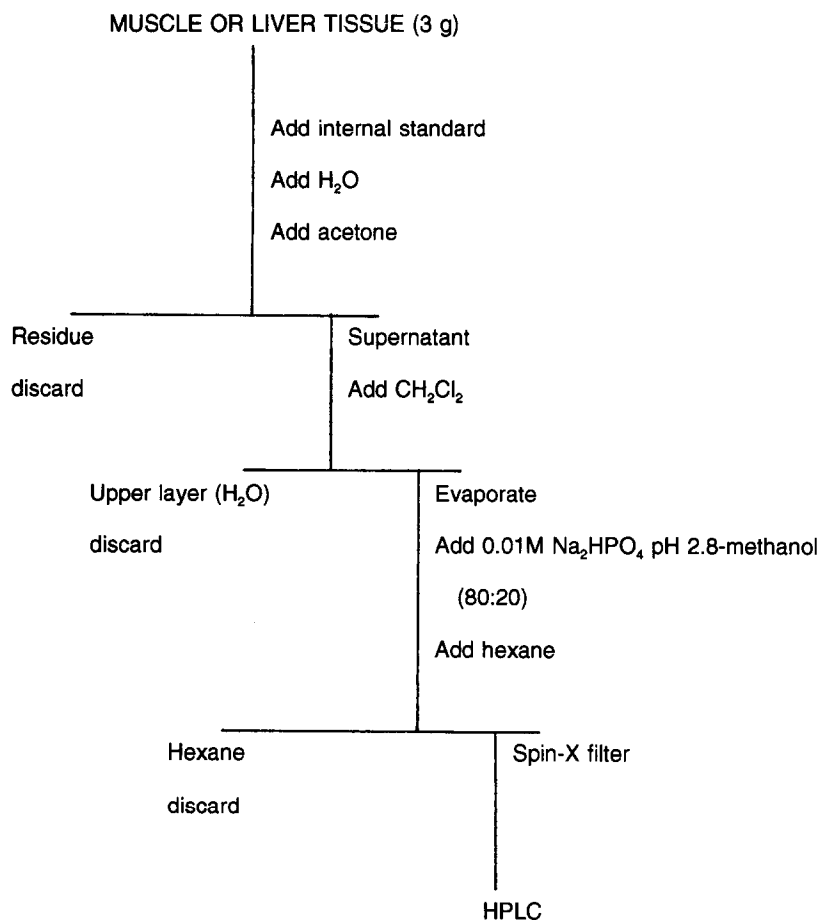 MUSCLE OR LIVER TISSUE (3 g)
Add internal standard
Add H₂O
Add acetone
Residue
discard
Supernatant
Add CH₂Cl₂
Upper layer (H₂O)
discard
Evaporate
Add 0.01M Na₂HPO₄ pH 2.8-methanol
(80:20)
Add hexane
Hexane
discard
Spin-X filter
HPLC